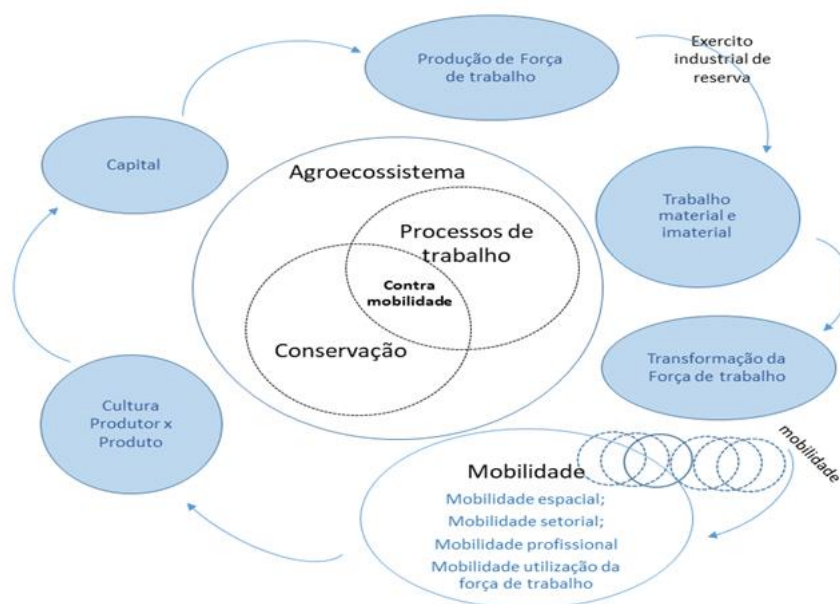 Produção de Força
de trabalho
Exercito
industrial de
reserva
Capital
Agroecossistema
Processos de
trabalho
Trabalho
material e
imaterial
Contra
mobilidade
Conservação
Transformação da
Força de trabalho
Cultura
Produtor x
Produto
mobilidade
Mobilidade
Mobilidade espacial;
Mobilidade setorial;
Mobilidade profissional
Mobilidade utilização da
força de trabalho